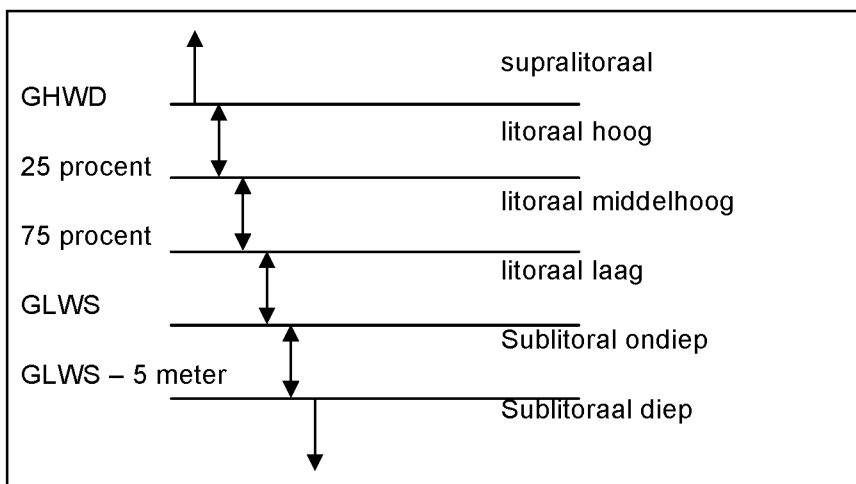 supralitoraal
GHWD
litoraal hoog
25 procent
litoraal middelhoog
75 procent
litoraal laag
GLWS
Sublitoral ondiep
GLWS – 5 meter
Sublitoraal diep